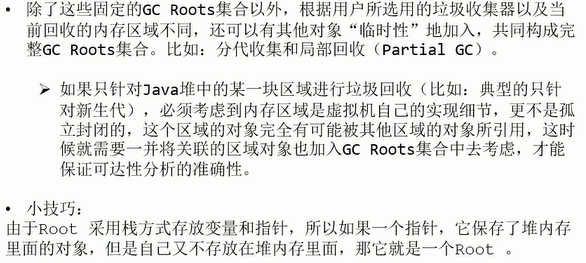 • 除了这些固定的GC Roots集合以外，根据用户所选用的垃圾收集器以及当
前回收的内存区域不同，还可以有其他对象“临时性”地加入，共同构成完
整GC Roots集合。比如：分代收集和局部回收（Partial GC）。
➢ 如果只针对Java堆中的某一块区域进行垃圾回收（比如：典型的只针
对新生代），必须考虑到内存区域是虚拟机自己的实现细节，更不是孤
立封闭的，这个区域的对象完全有可能被其他区域的对象所引用，这时
候就需要一并将关联的区域对象也加入GC Roots集合中去考虑，才能
保证可达性分析的准确性。
• 小技巧：
由于Root 采用栈方式存放变量和指针，所以如果一个指针，它保存了堆内存
里面的对象，但是自己又不存放在堆内存里面，那它就是一个Root 。